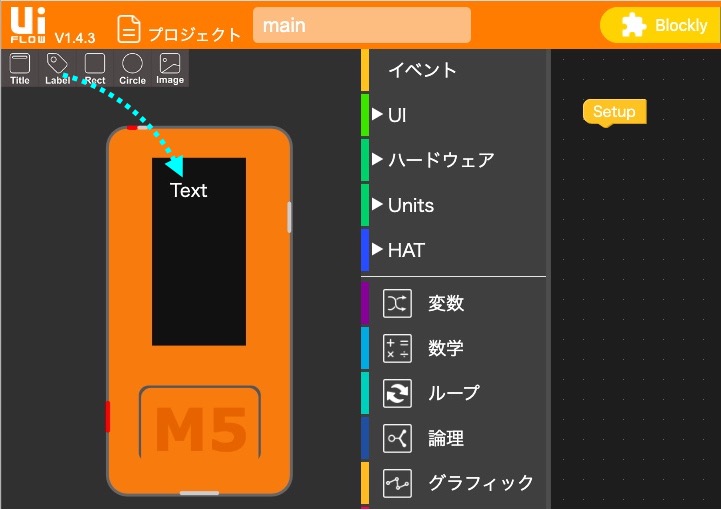 Ui
FLOW V1.4.3
プロジェクト
main
Blockly
Title Label Rect Circle Image
Text
M5
イベント
UI
ハードウェア
Units
HAT
変数
数学
ループ
論理
グラフィック
Setup